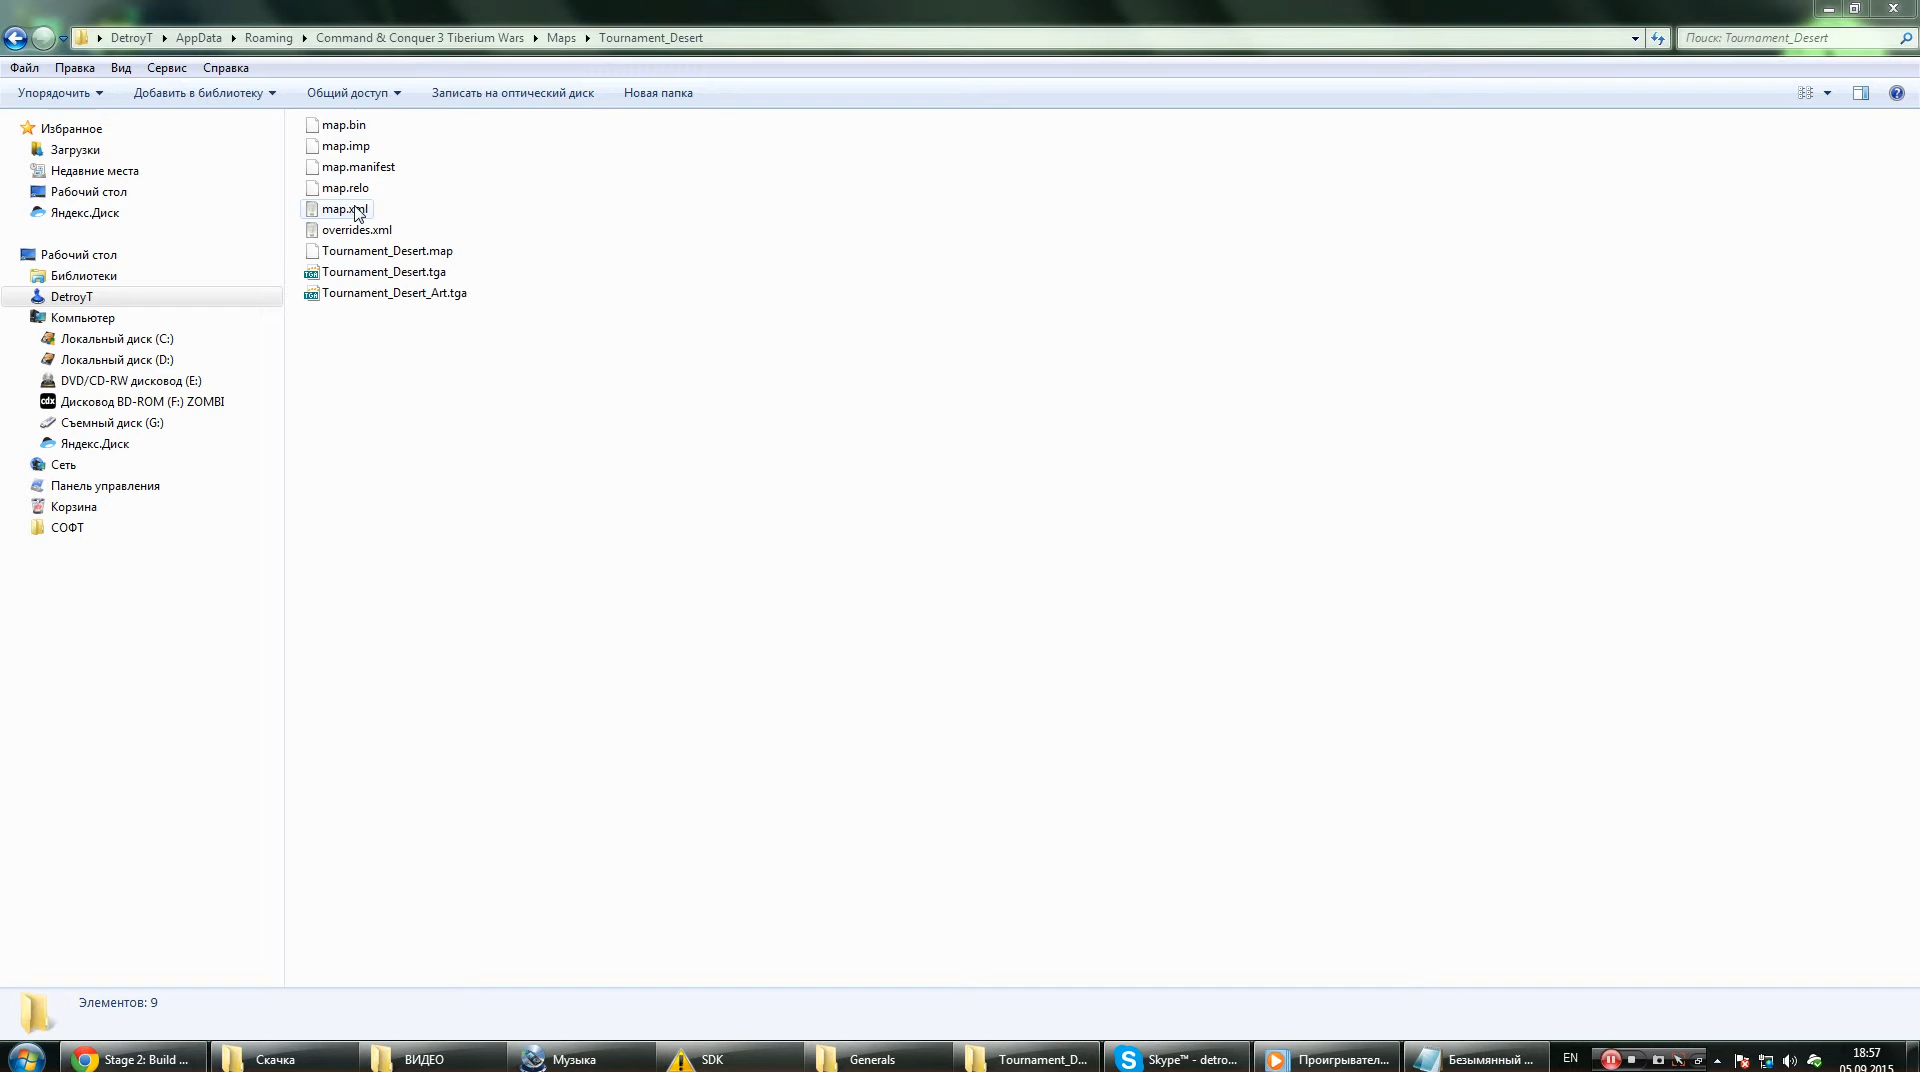 DetroyT ▸ AppData ▸ Roaming ▸ Command & Conquer 3 Tiberium Wars ▸ Maps ▸ Tournament_Desert
Поиск: Tournament_Desert
Файл Правка Вид Сервис Справка
Упорядочить Добавить в библиотеку Общий доступ Записать на оптический диск Новая папка
Избранное
Загрузки
Недавние места
Рабочий стол
Яндекс.Диск
Рабочий стол
Библиотеки
DetroyT
Компьютер
Локальный диск (C:)
Локальный диск (D:)
DVD/CD-RW дисковод (E:)
Дисковод BD-ROM (F:) ZOMBI
Съемный диск (G:)
Яндекс.Диск
Сеть
Панель управления
Корзина
СОФТ
map.bin
map.imp
map.manifest
map.relo
map.xml
overrides.xml
Tournament_Desert.map
Tournament_Desert.tga
Tournament_Desert_Art.tga
Элементов: 9
Stage 2: Build ... Скачка ВИДЕО Музыка SDK Generals Tournament_D... Skype™ - detro... Проигрывател... Безымянный ... EN 18:57
05.09.2015